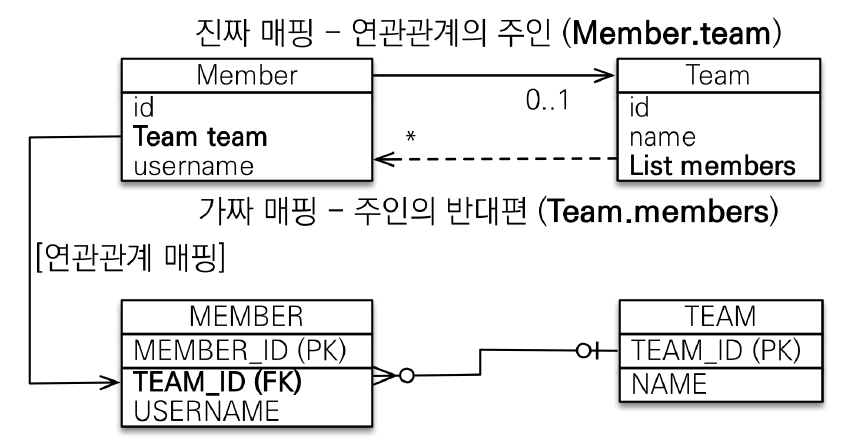 진짜 매핑 - 연관관계의 주인 (Member.team)
Member
id
Team team
username
Team
id
name
List members
0..1
*
가짜 매핑 - 주인의 반대편 (Team.members)
[연관관계 매핑]
MEMBER
MEMBER_ID (PK)
TEAM_ID (FK)
USERNAME
TEAM
TEAM_ID (PK)
NAME